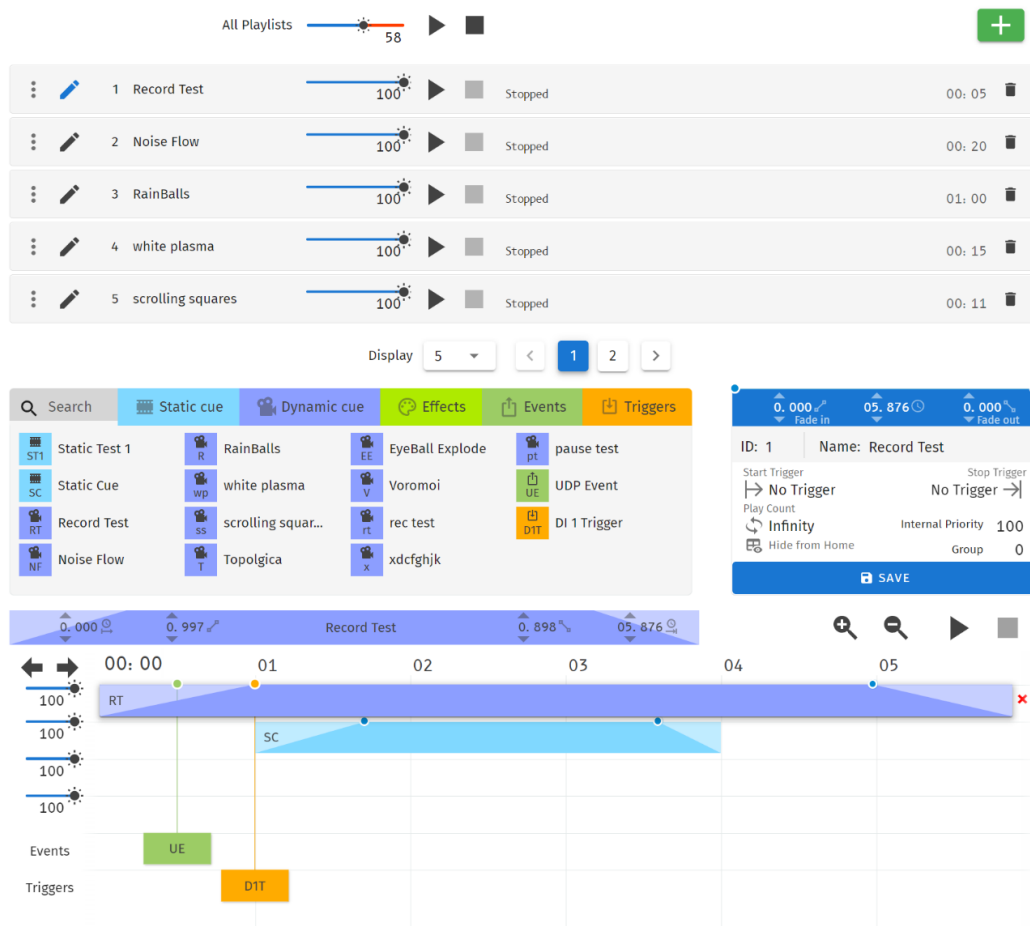 All Playlists 58
1 Record Test 100 Stopped 00: 05
2 Noise Flow 100 Stopped 00: 20
3 RainBalls 100 Stopped 01: 00
4 white plasma 100 Stopped 00: 15
5 scrolling squares 100 Stopped 00: 11
Display 5 1 2
Search Static cue Dynamic cue Effects Events Triggers
ST1 Static Test 1 R RainBalls EE EyeBall Explode pt pause test
SC Static Cue wp white plasma V Voromoi UE UDP Event
RT Record Test ss scrolling squar... rt rec test D1T DI 1 Trigger
NF Noise Flow T Topolgica x xdcfghjk
0. 000 05. 876 0. 000
Fade in Fade out
ID: 1 Name: Record Test
Start Trigger Stop Trigger
No Trigger No Trigger
Play Count
Infinity Internal Priority 100
Hide from Home Group 0
SAVE
0. 000 0. 997 Record Test 0. 898 05. 876
00: 00 01 02 03 04 05
100 RT
100 SC
100
100
Events UE
Triggers D1T